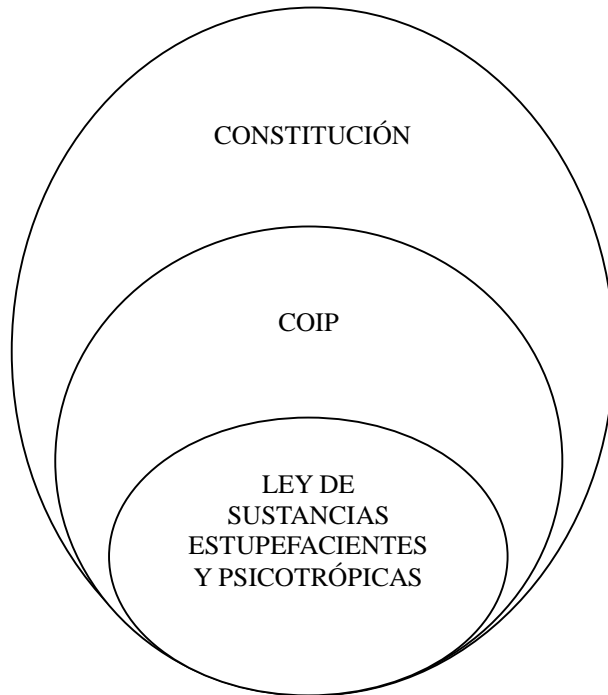 CONSTITUCIÓN
COIP
LEY DE
SUSTANCIAS
ESTUPEFACIENTES
Y PSICOTRÓPICAS